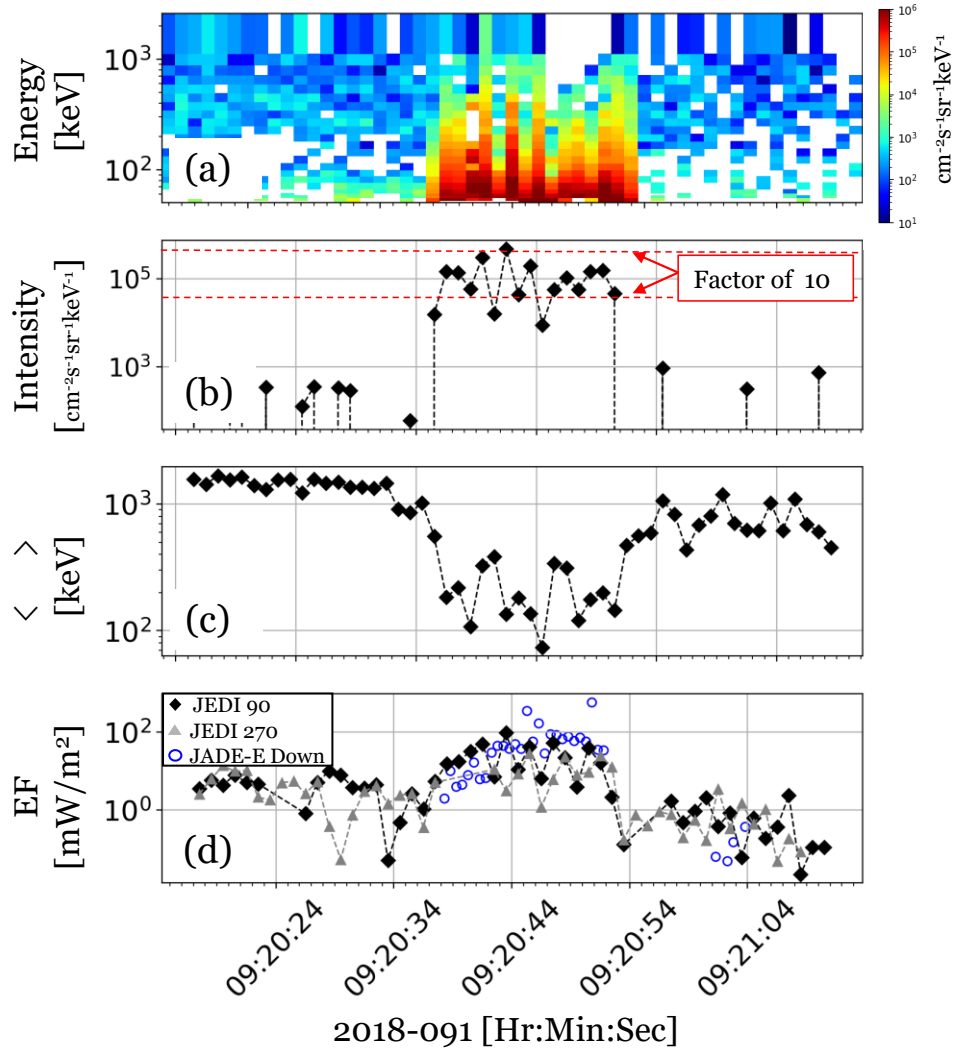 Energy
[keV]
10³
10²
(a)
10⁶
10⁵
10⁴
10³
10²
10¹
cm⁻²s⁻¹sr⁻¹keV⁻¹
Intensity
[cm⁻²s⁻¹sr⁻¹keV⁻¹]
10⁵
10³
(b)
Factor of 10
< >
[keV]
10³
10²
(c)
EF
[mW/m²]
10²
10⁰
JEDI 90
JEDI 270
JADE-E Down
(d)
09:20:24
09:20:34
09:20:44
09:20:54
09:21:04
2018-091 [Hr:Min:Sec]